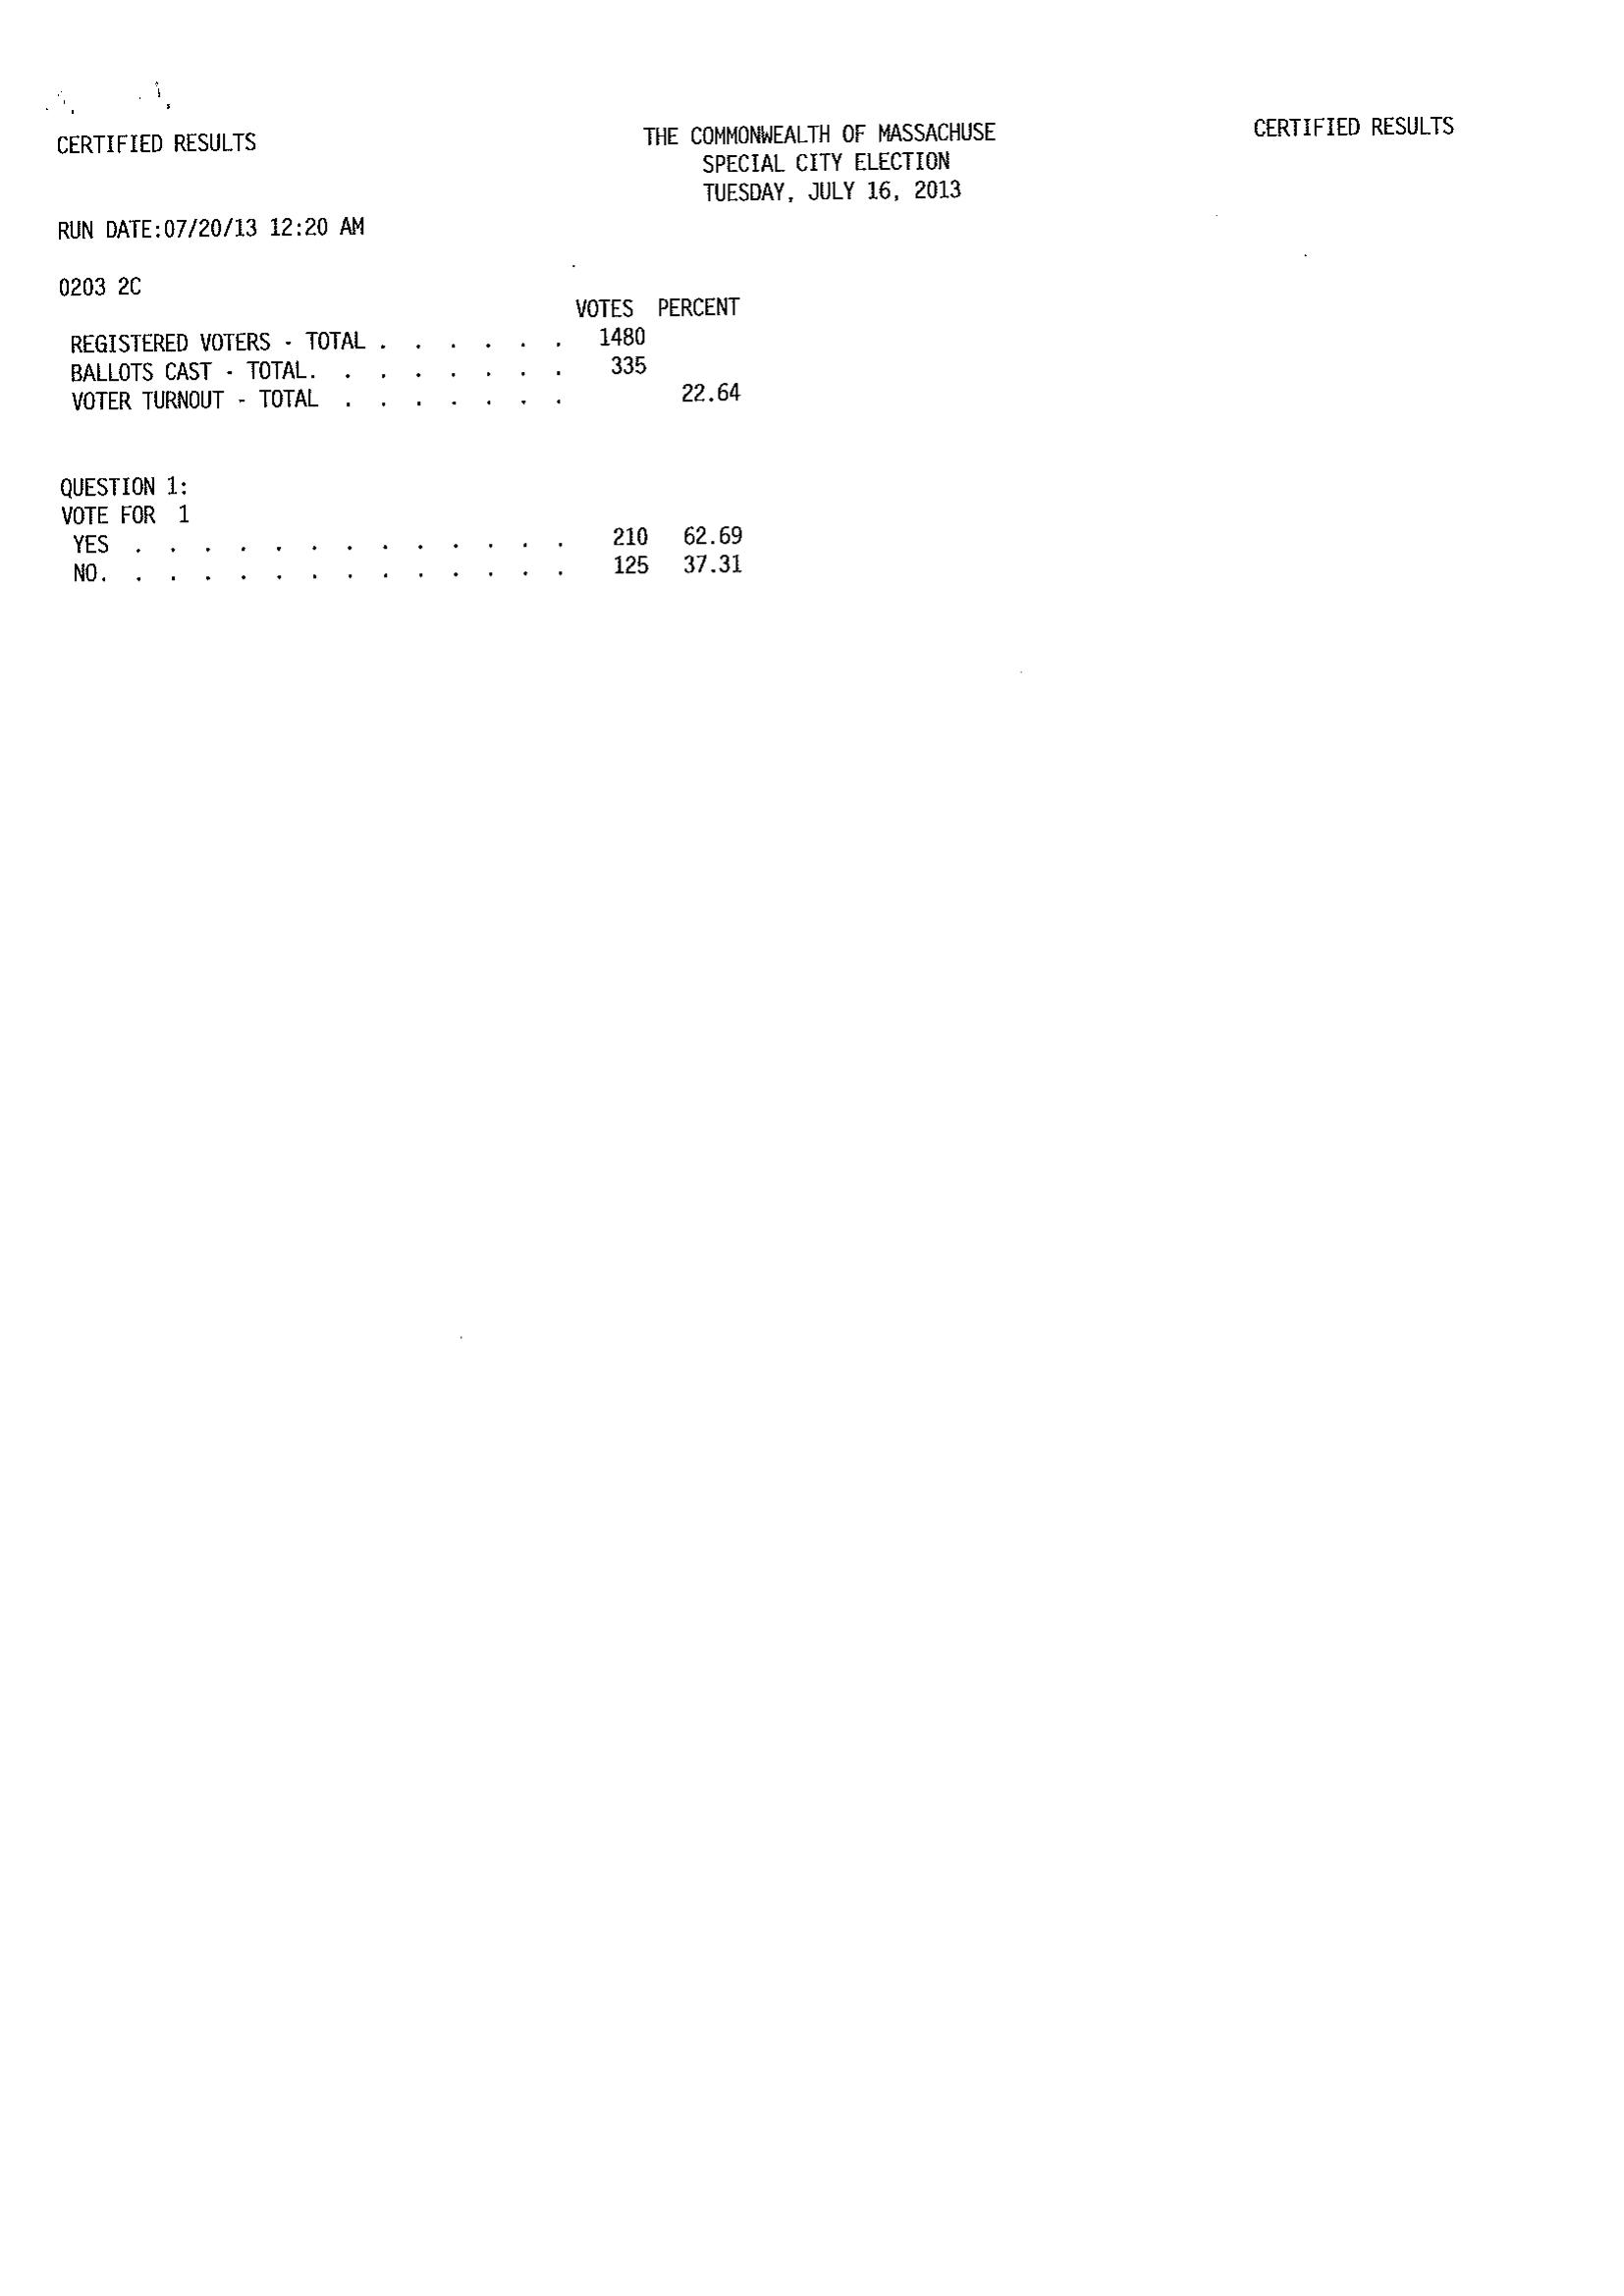 CERTIFIED RESULTS THE COMMONWEALTH OF MASSACHUSE CERTIFIED RESULTS
SPECIAL CITY ELECTION
TUESDAY, JULY 16, 2013
RUN DATE:07/20/13 12:20 AM
0203 2C
VOTES PERCENT
REGISTERED VOTERS - TOTAL . . . . . . 1480
BALLOTS CAST - TOTAL. . . . . . . . 335
VOTER TURNOUT - TOTAL . . . . . . . 22.64
QUESTION 1:
VOTE FOR 1
YES . . . . . . . . . . . . . 210 62.69
NO. . . . . . . . . . . . . . 125 37.31